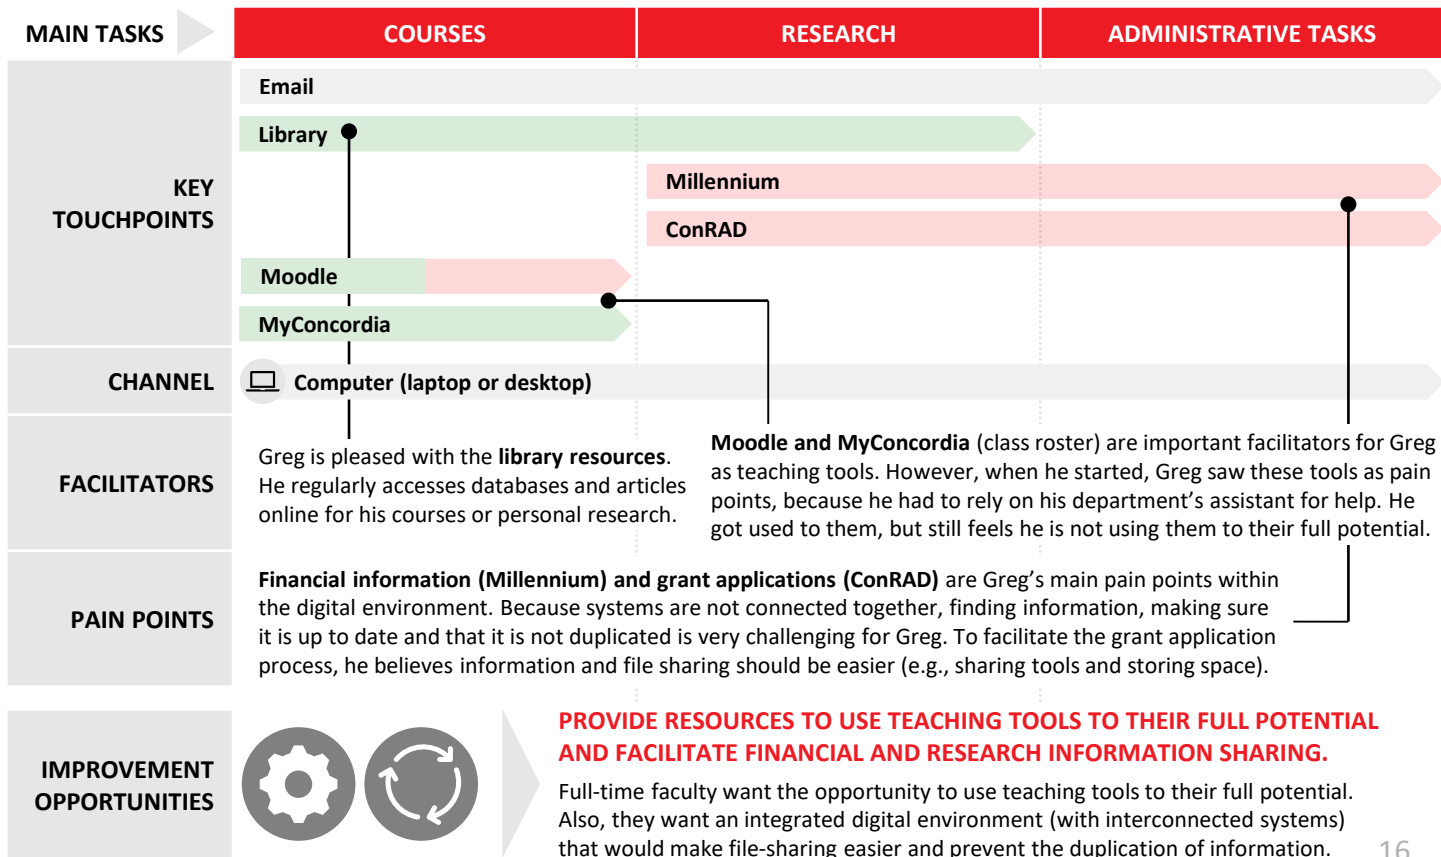 MAIN TASKS
COURSES
RESEARCH
ADMINISTRATIVE TASKS
KEY
TOUCHPOINTS
Email
Library
Millennium
ConRAD
Moodle
MyConcordia
CHANNEL
Computer (laptop or desktop)
FACILITATORS
Greg is pleased with the library resources.
He regularly accesses databases and articles
online for his courses or personal research.
Moodle and MyConcordia (class roster) are important facilitators for Greg
as teaching tools. However, when he started, Greg saw these tools as pain
points, because he had to rely on his department’s assistant for help. He
got used to them, but still feels he is not using them to their full potential.
PAIN POINTS
Financial information (Millennium) and grant applications (ConRAD) are Greg’s main pain points within
the digital environment. Because systems are not connected together, finding information, making sure
it is up to date and that it is not duplicated is very challenging for Greg. To facilitate the grant application
process, he believes information and file sharing should be easier (e.g., sharing tools and storing space).
IMPROVEMENT
OPPORTUNITIES
PROVIDE RESOURCES TO USE TEACHING TOOLS TO THEIR FULL POTENTIAL
AND FACILITATE FINANCIAL AND RESEARCH INFORMATION SHARING.
Full-time faculty want the opportunity to use teaching tools to their full potential.
Also, they want an integrated digital environment (with interconnected systems)
that would make file-sharing easier and prevent the duplication of information.
16